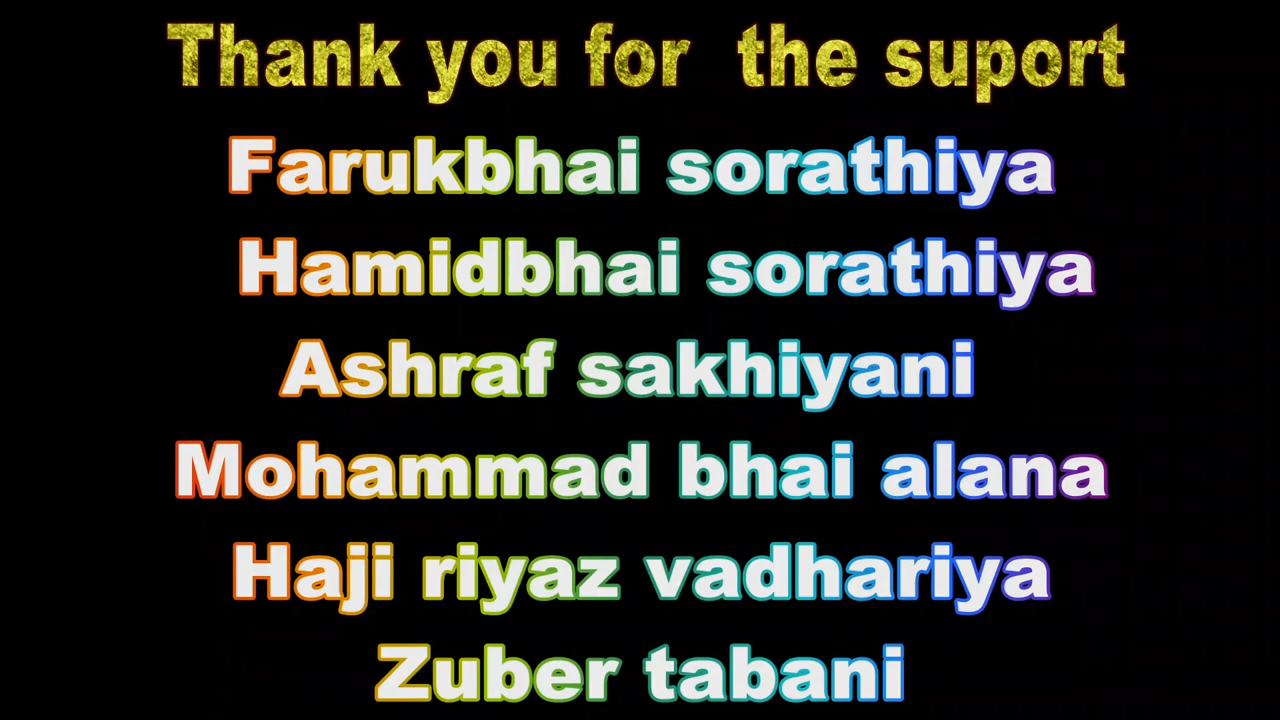 Thank you for the suport
Farukbhai sorathiya
Hamidbhai sorathiya
Ashraf sakhiyani
Mohammad bhai alana
Haji riyaz vadhariya
Zuber tabani